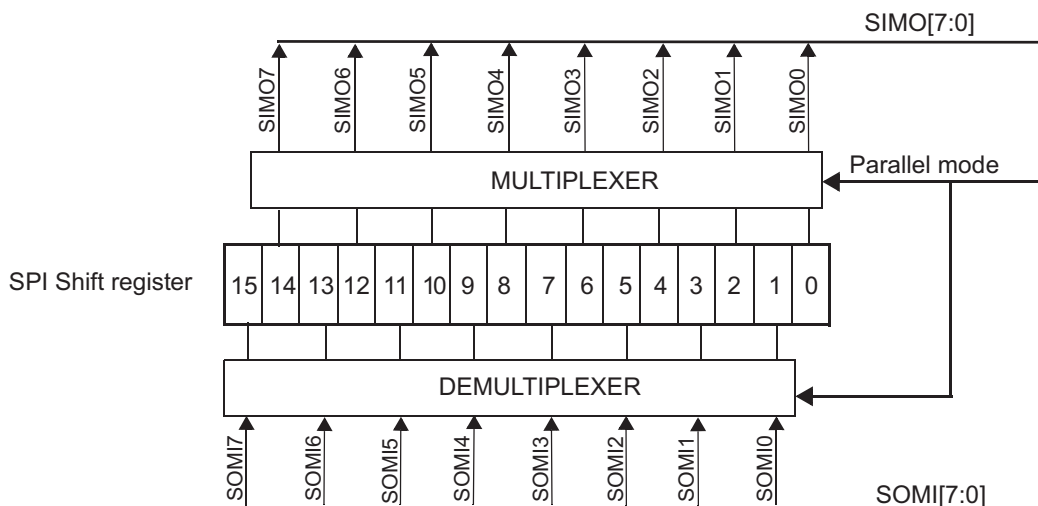 SIMO[7:0]
SIMO7 SIMO6 SIMO5 SIMO4 SIMO3 SIMO2 SIMO1 SIMO0
Parallel mode
MULTIPLEXER
SPI Shift register
15 14 13 12 11 10 9 8 7 6 5 4 3 2 1 0
DEMULTIPLEXER
SOMI7 SOMI6 SOMI5 SOMI4 SOMI3 SOMI2 SOMI1 SOMI0
SOMI[7:0]